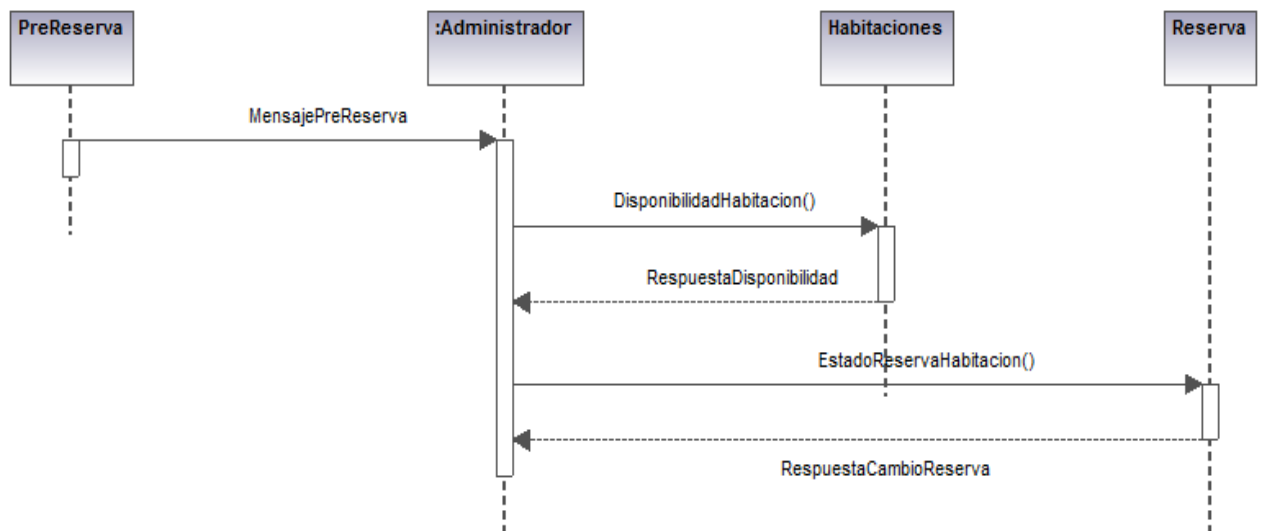 PreReserva
:Administrador
Habitaciones
Reserva
MensajePreReserva
DisponibilidadHabitacion()
RespuestaDisponibilidad
EstadoReservaHabitacion()
RespuestaCambioReserva